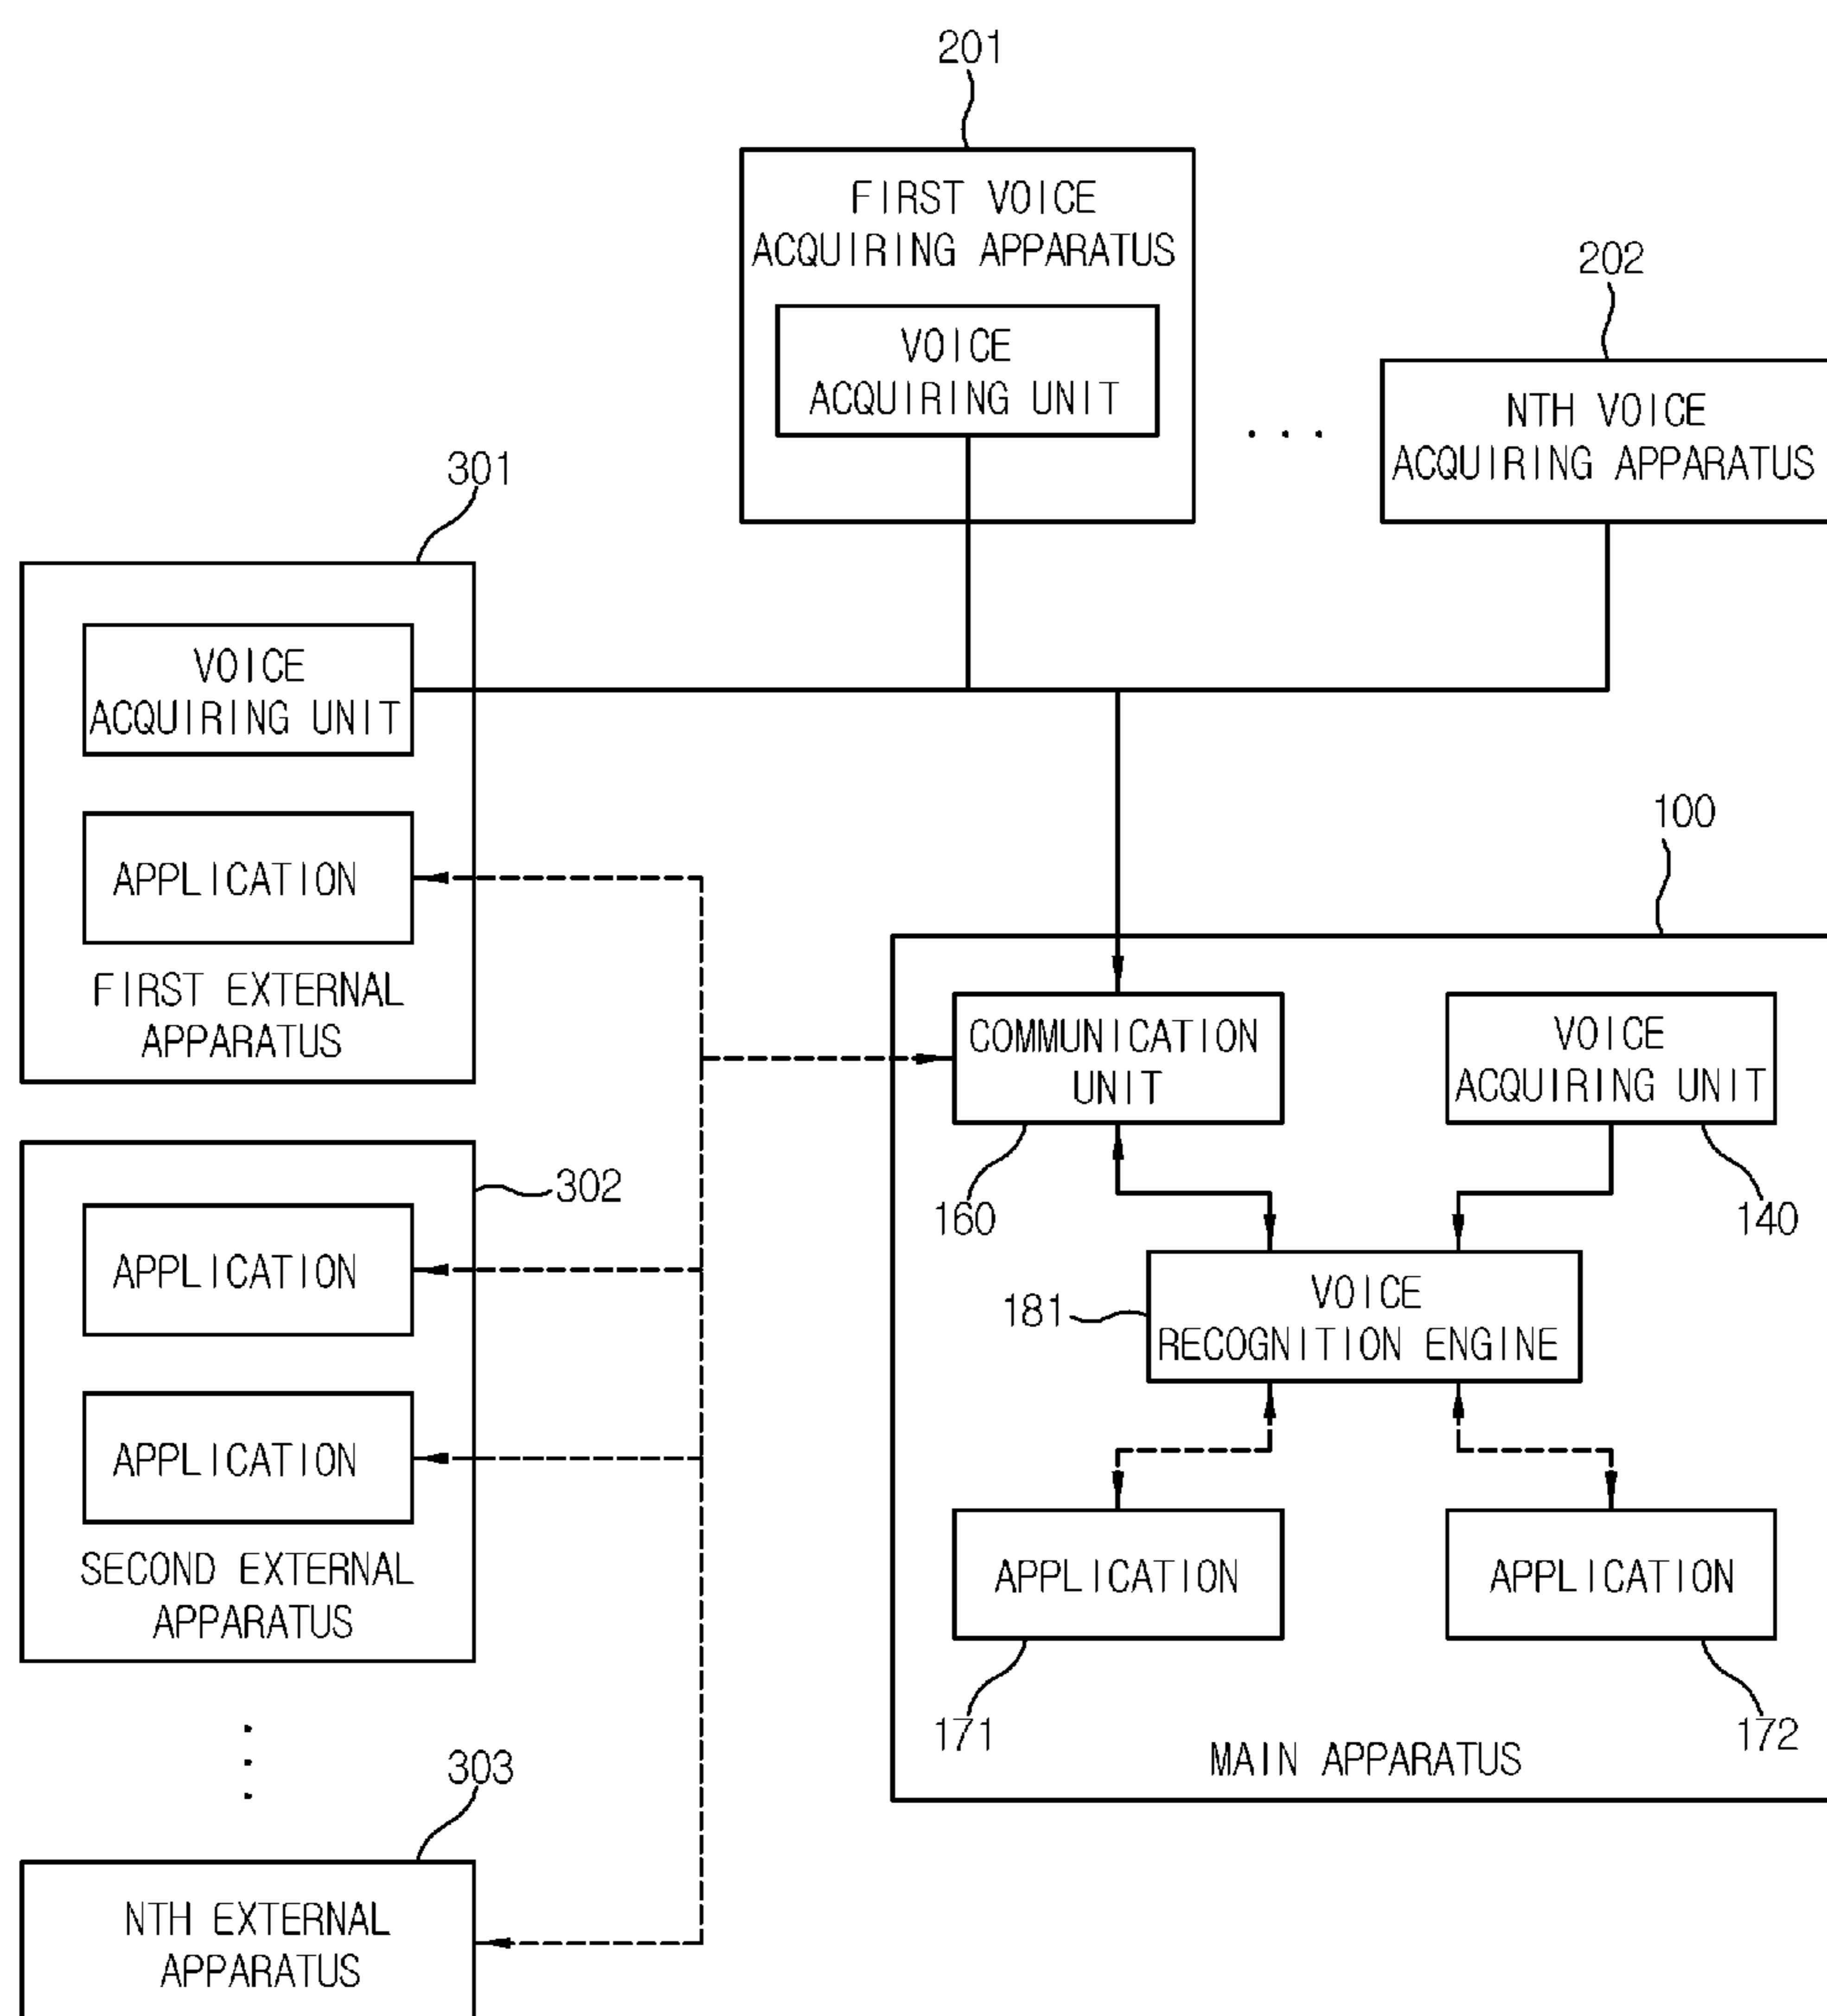 201
FIRST VOICE
ACQUIRING APPARATUS
VOICE
ACQUIRING UNIT
. . .
202
NTH VOICE
ACQUIRING APPARATUS
301
VOICE
ACQUIRING UNIT
APPLICATION
FIRST EXTERNAL
APPARATUS
100
COMMUNICATION
UNIT
160
VOICE
ACQUIRING UNIT
140
181
VOICE
RECOGNITION ENGINE
302
APPLICATION
APPLICATION
SECOND EXTERNAL
APPARATUS
APPLICATION
171
APPLICATION
172
MAIN APPARATUS
303
NTH EXTERNAL
APPARATUS